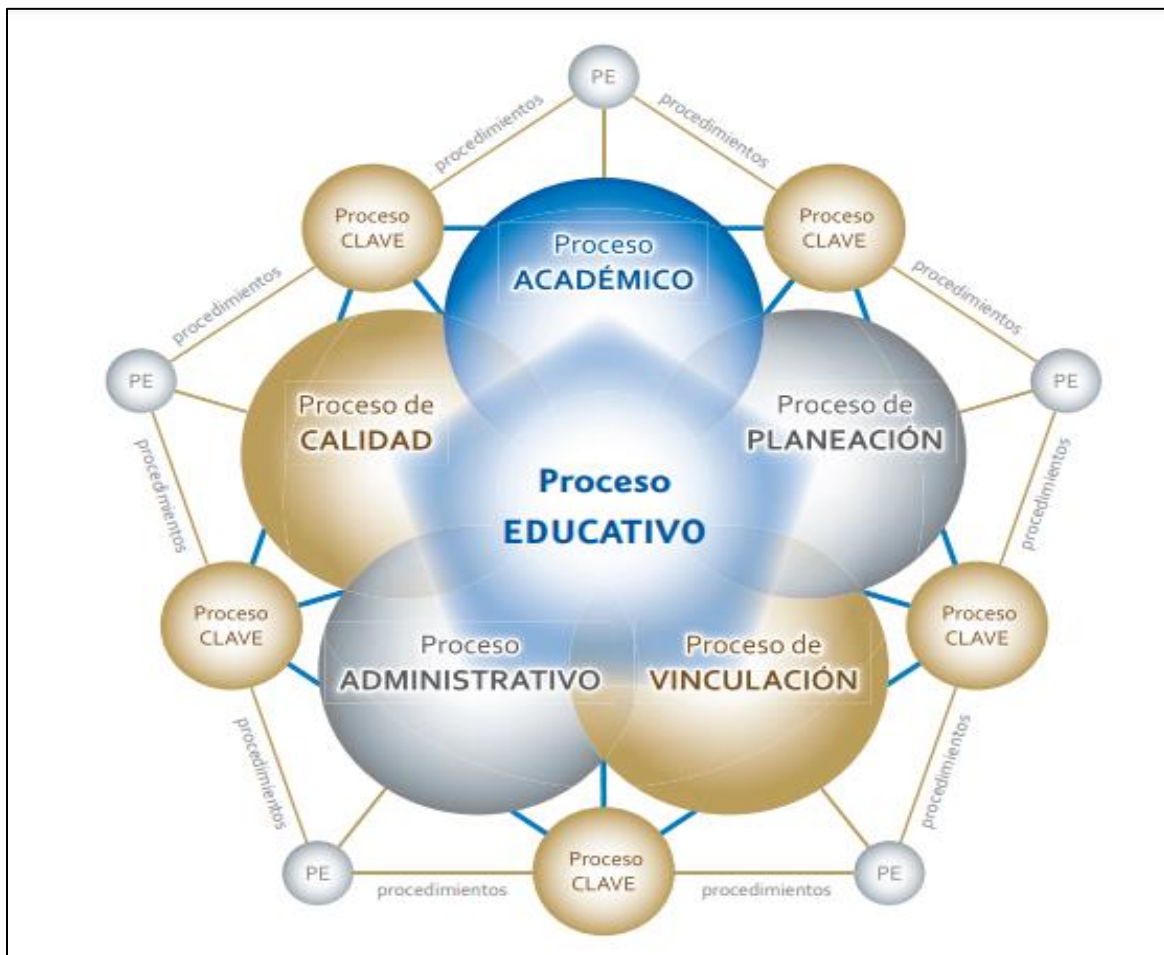 PE
procedimientos
procedimientos
Proceso
CLAVE
Proceso
CLAVE
Proceso
ACADÉMICO
procedimientos
procedimientos
PE
PE
Proceso de
CALIDAD
Proceso de
PLANEACIÓN
Proceso
EDUCATIVO
procedimientos
procedimientos
Proceso
CLAVE
Proceso
CLAVE
Proceso
ADMINISTRATIVO
Proceso de
VINCULACIÓN
procedimientos
procedimientos
PE
procedimientos
Proceso
CLAVE
procedimientos
PE